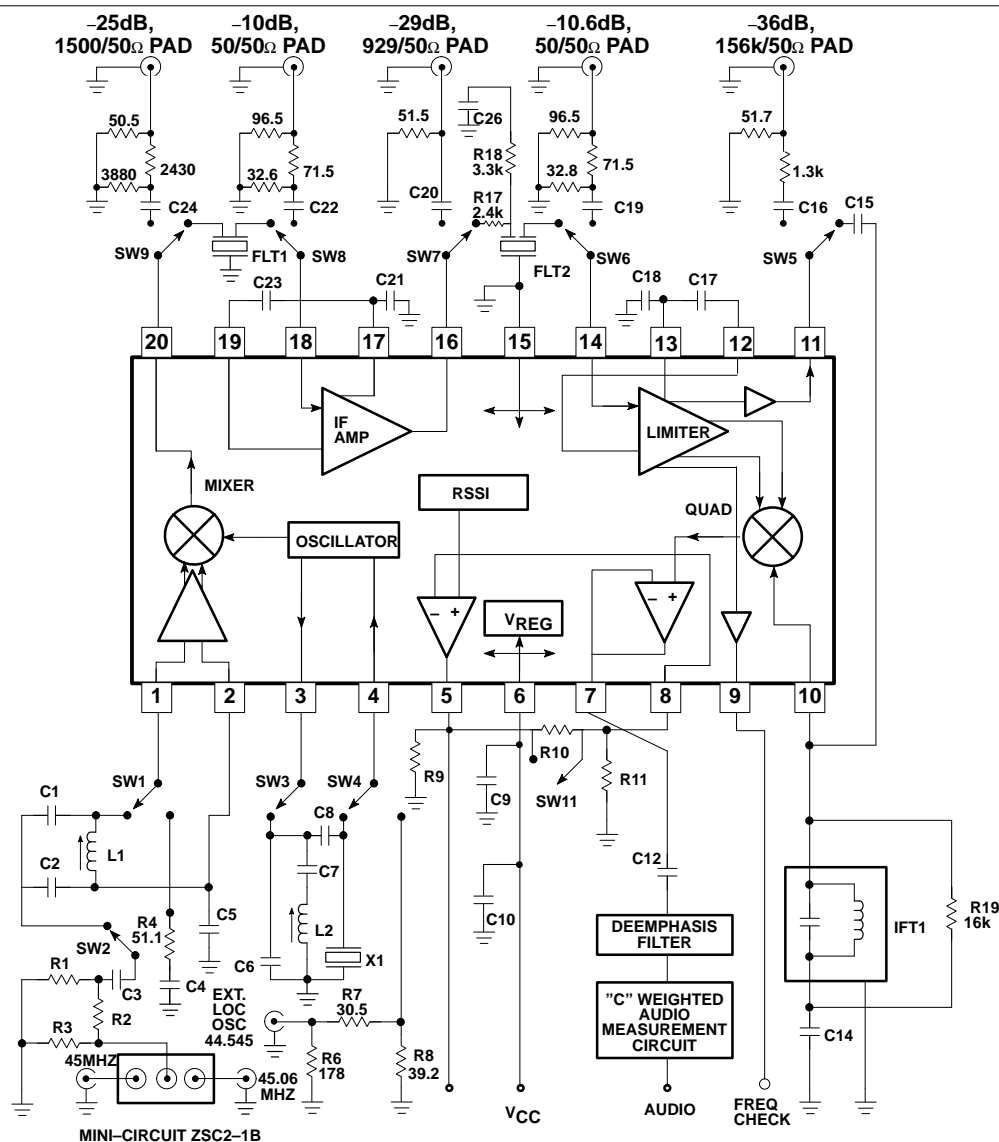 –25dB,
1500/50Ω PAD
–10dB,
50/50Ω PAD
–29dB,
929/50Ω PAD
–10.6dB,
50/50Ω PAD
–36dB,
156k/50Ω PAD
50.5
2430
3880
C24
96.5
71.5
32.6
C22
51.5
C20
C26
R18
3.3k
R17
2.4k
96.5
71.5
32.8
C19
51.7
1.3k
C16
C15
SW9
FLT1
SW8
SW7
FLT2
SW6
SW5
C23
C21
C18
C17
20
19
18
17
16
15
14
13
12
11
IF
AMP
LIMITER
MIXER
RSSI
QUAD
OSCILLATOR
– +
VREG
– +
1
2
3
4
5
6
7
8
9
10
SW1
C1
L1
C2
R4
51.1
C5
SW2
R1
C3
C4
R2
R3
45MHZ
45.06
MHZ
MINI–CIRCUIT ZSC2–1B
SW3
SW4
C8
C7
L2
C6
X1
EXT.
LOC
OSC
44.545
R7
30.5
R6
178
R8
39.2
R9
R10
SW11
R11
C9
C10
C12
DEEMPHASIS
FILTER
"C" WEIGHTED
AUDIO
MEASUREMENT
CIRCUIT
VCC
AUDIO
FREQ
CHECK
IFT1
R19
16k
C14